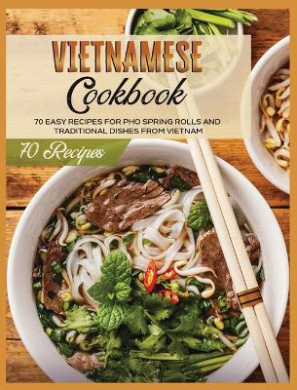 VIETNAMESE
Cookbook
70 EASY RECIPES FOR PHO SPRING ROLLS AND
TRADITIONAL DISHES FROM VIETNAM
70 Recipes